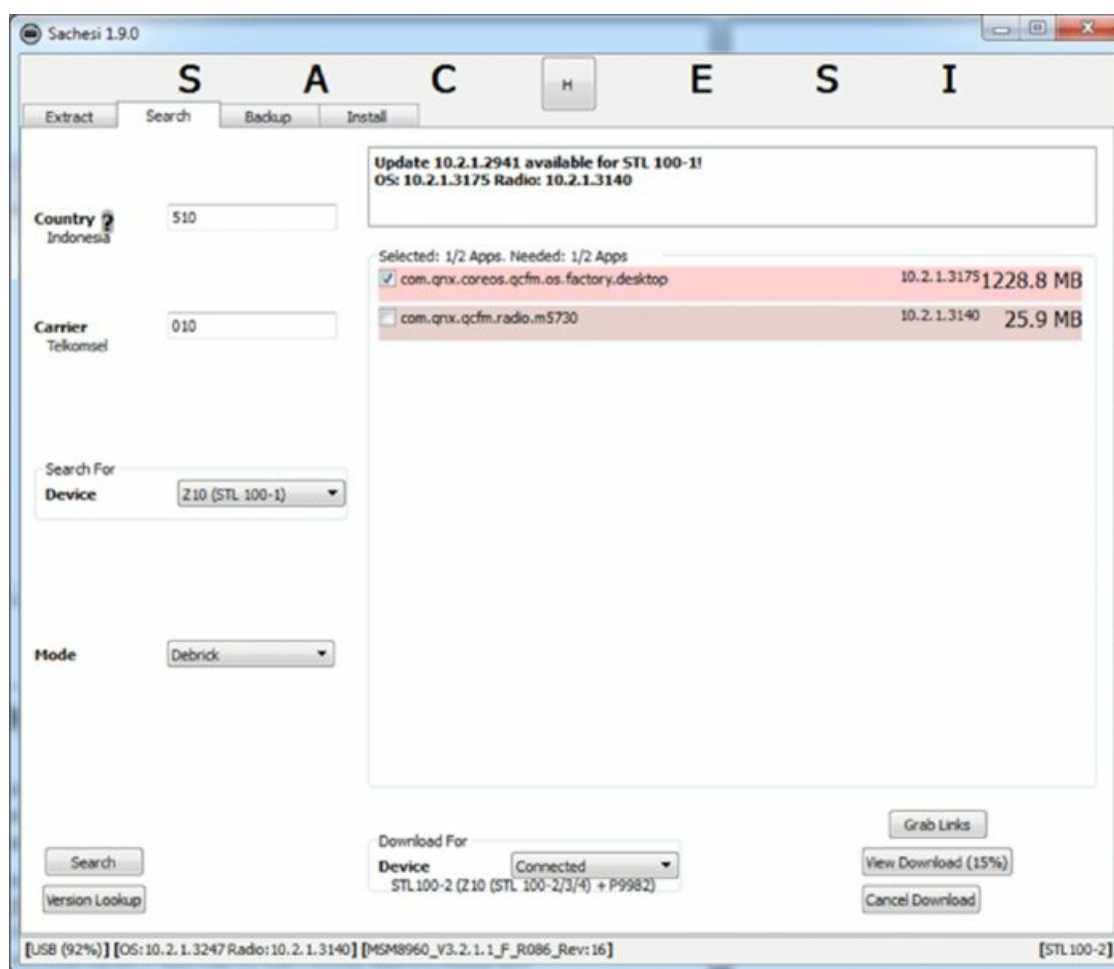 Sachesi 1.9.0
S A C H E S I
Extract Search Backup Install
Update 10.2.1.2941 available for STL 100-1!
OS: 10.2.1.3175 Radio: 10.2.1.3140
Country ? 510
Indonesia
Selected: 1/2 Apps. Needed: 1/2 Apps
com.qnx.coreos.qcfm.os.factory.desktop 10.2.1.3175 1228.8 MB
com.qnx.qcfm.radio.m5730 10.2.1.3140 25.9 MB
Carrier 010
Telkomsel
Search For
Device Z10 (STL 100-1)
Mode Debrick
Grab Links
Download For
Search Device Connected View Download (15%)
STL100-2 (Z10 (STL 100-2/3/4) + P9982)
Version Lookup Cancel Download
[USB (92%)] [OS:10.2.1.3247 Radio:10.2.1.3140] [MSM8960_V3.2.1.1_F_R086_Rev:16] [STL100-2]